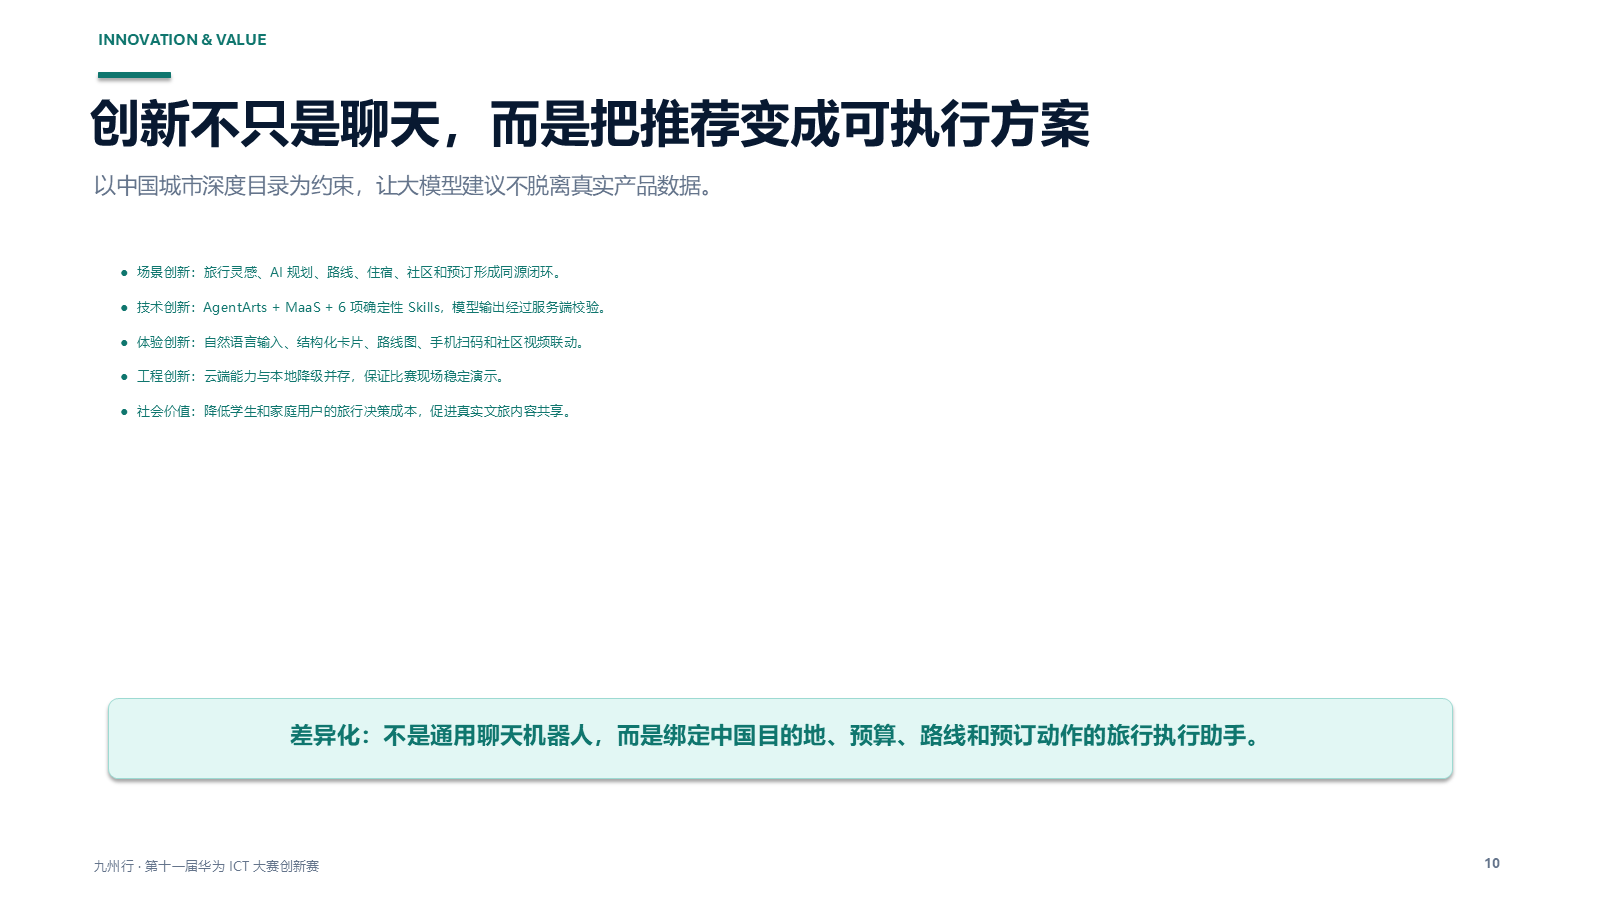 INNOVATION & VALUE
创新不只是聊天，而是把推荐变成可执行方案
以中国城市深度目录为约束，让大模型建议不脱离真实产品数据。
● 场景创新：旅行灵感、AI 规划、路线、住宿、社区和预订形成同源闭环。
● 技术创新：AgentArts + MaaS + 6 项确定性 Skills，模型输出经过服务端校验。
● 体验创新：自然语言输入、结构化卡片、路线图、手机扫码和社区视频联动。
● 工程创新：云端能力与本地降级并存，保证比赛现场稳定演示。
● 社会价值：降低学生和家庭用户的旅行决策成本，促进真实文旅内容共享。
差异化：不是通用聊天机器人，而是绑定中国目的地、预算、路线和预订动作的旅行执行助手。
九州行 · 第十一届华为 ICT 大赛创新赛
10